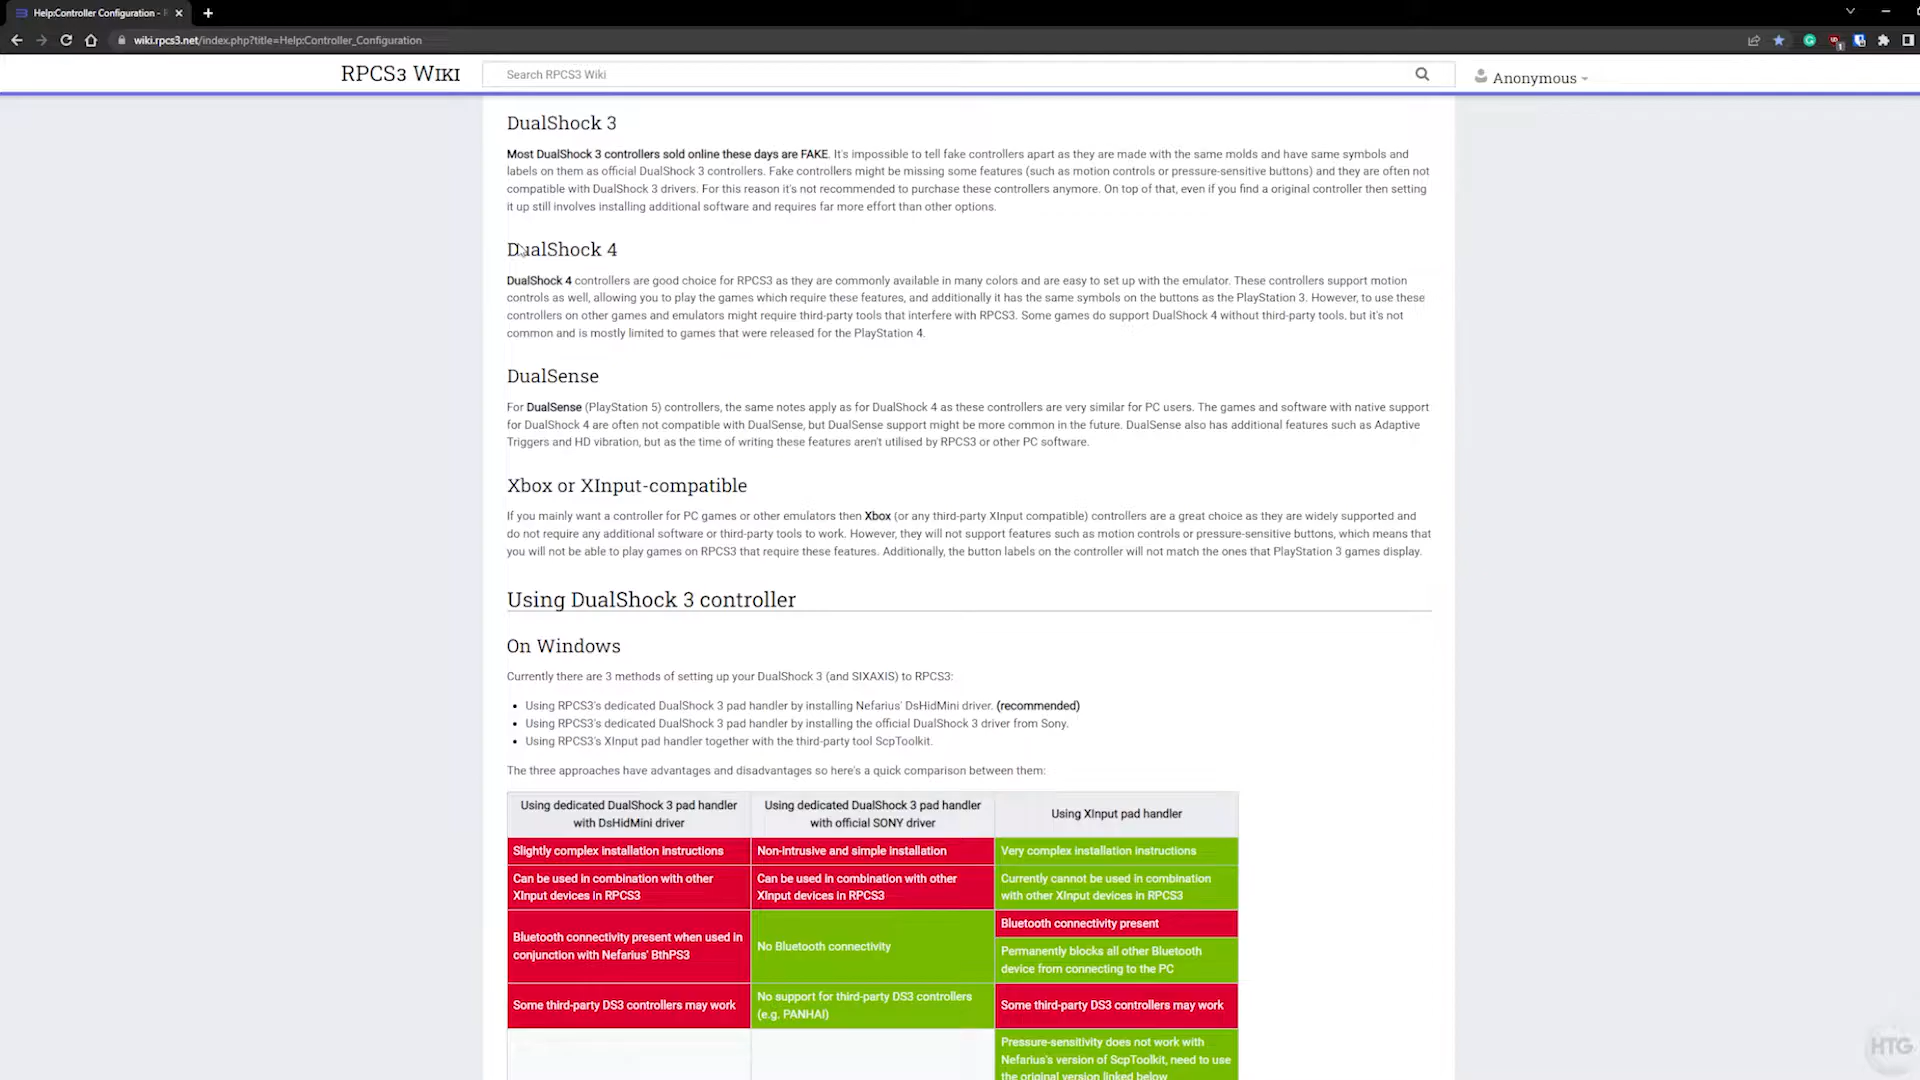 Help:Controller Configuration -
wiki.rpcs3.net/index.php?title=Help:Controller_Configuration
RPCS3 WIKI
Search RPCS3 Wiki
Anonymous
DualShock 3
Most DualShock 3 controllers sold online these days are FAKE. It's impossible to tell fake controllers apart as they are made with the same molds and have same symbols and
labels on them as official DualShock 3 controllers. Fake controllers might be missing some features (such as motion controls or pressure-sensitive buttons) and they are often not
compatible with DualShock 3 drivers. For this reason it's not recommended to purchase these controllers anymore. On top of that, even if you find a original controller then setting
it up still involves installing additional software and requires far more effort than other options.
DualShock 4
DualShock 4 controllers are good choice for RPCS3 as they are commonly available in many colors and are easy to set up with the emulator. These controllers support motion
controls as well, allowing you to play the games which require these features, and additionally it has the same symbols on the buttons as the PlayStation 3. However, to use these
controllers on other games and emulators might require third-party tools that interfere with RPCS3. Some games do support DualShock 4 without third-party tools, but it's not
common and is mostly limited to games that were released for the PlayStation 4.
DualSense
For DualSense (PlayStation 5) controllers, the same notes apply as for DualShock 4 as these controllers are very similar for PC users. The games and software with native support
for DualShock 4 are often not compatible with DualSense, but DualSense support might be more common in the future. DualSense also has additional features such as Adaptive
Triggers and HD vibration, but as the time of writing these features aren't utilised by RPCS3 or other PC software.
Xbox or XInput-compatible
If you mainly want a controller for PC games or other emulators then Xbox (or any third-party XInput compatible) controllers are a great choice as they are widely supported and
do not require any additional software or third-party tools to work. However, they will not support features such as motion controls or pressure-sensitive buttons, which means that
you will not be able to play games on RPCS3 that require these features. Additionally, the button labels on the controller will not match the ones that PlayStation 3 games display.
Using DualShock 3 controller
On Windows
Currently there are 3 methods of setting up your DualShock 3 (and SIXAXIS) to RPCS3:
Using RPCS3's dedicated DualShock 3 pad handler by installing Nefarius' DsHidMini driver. (recommended)
Using RPCS3's dedicated DualShock 3 pad handler by installing the official DualShock 3 driver from Sony.
Using RPCS3's XInput pad handler together with the third-party tool ScpToolkit.
The three approaches have advantages and disadvantages so here's a quick comparison between them:
Using dedicated DualShock 3 pad handler
with DsHidMini driver
Using dedicated DualShock 3 pad handler
with official SONY driver
Using XInput pad handler
Slightly complex installation instructions
Non-intrusive and simple installation
Very complex installation instructions
Can be used in combination with other
XInput devices in RPCS3
Can be used in combination with other
XInput devices in RPCS3
Currently cannot be used in combination
with other XInput devices in RPCS3
Bluetooth connectivity present when used in
conjunction with Nefarius' BthPS3
No Bluetooth connectivity
Bluetooth connectivity present
Permanently blocks all other Bluetooth
device from connecting to the PC
Some third-party DS3 controllers may work
No support for third-party DS3 controllers
(e.g. PANHAI)
Some third-party DS3 controllers may work
Pressure-sensitivity does not work with
Nefarius's version of ScpToolkit, need to use
the original version linked below
HTG